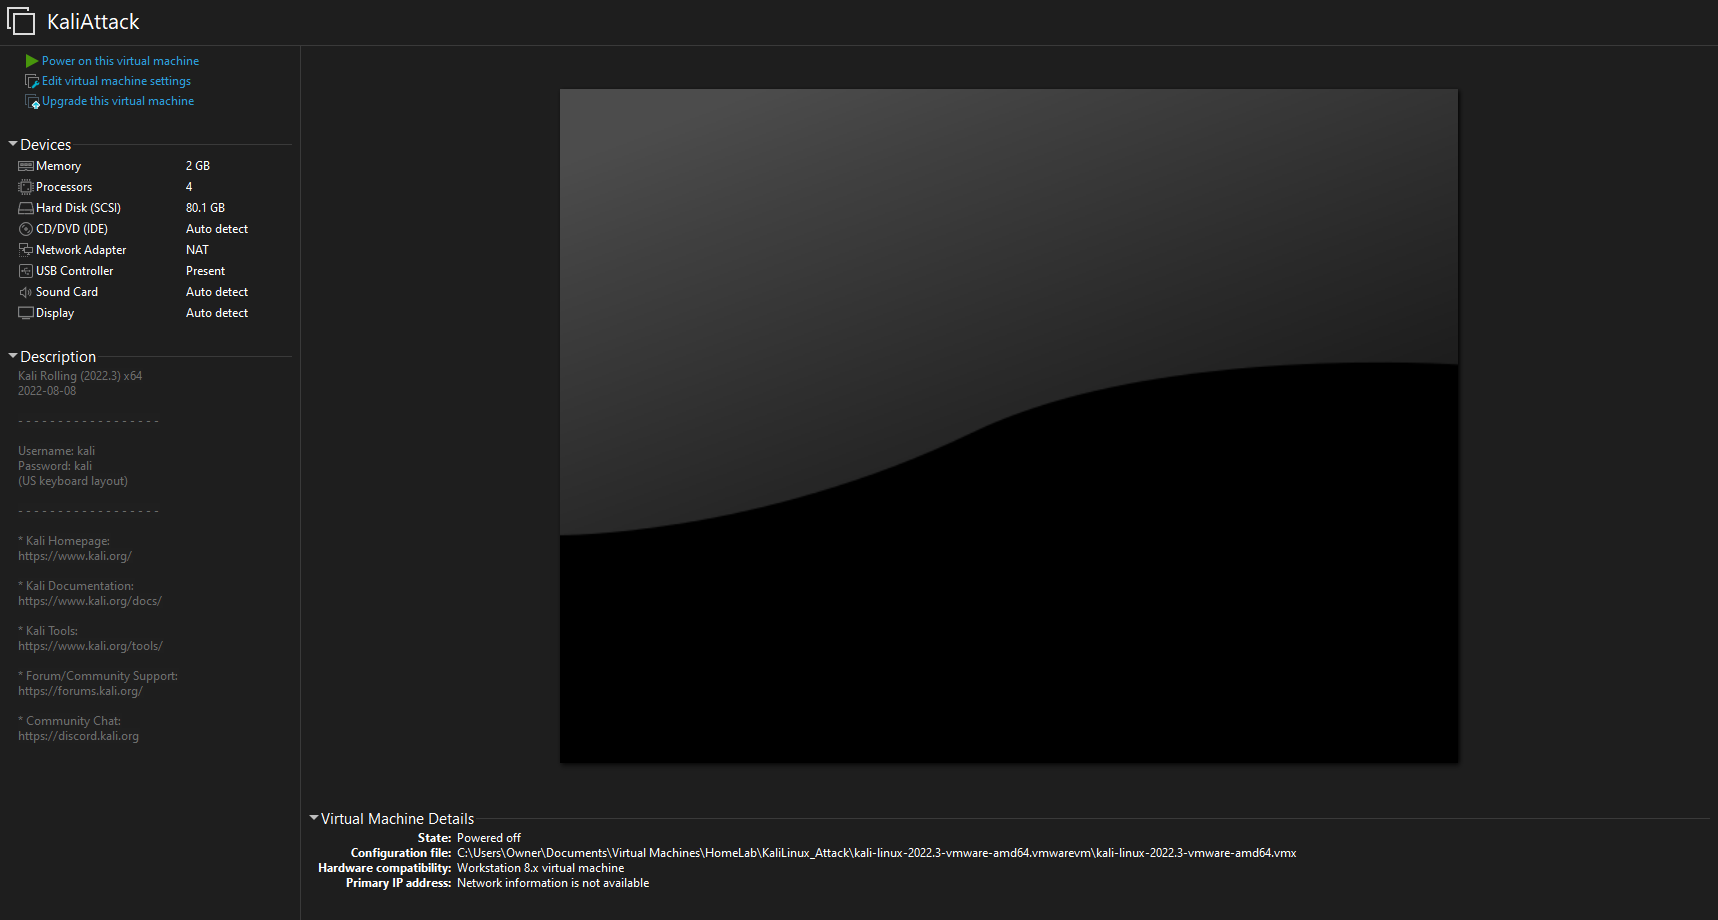 KaliAttack
Power on this virtual machine
Edit virtual machine settings
Upgrade this virtual machine
Devices
Memory 2 GB
Processors 4
Hard Disk (SCSI) 80.1 GB
CD/DVD (IDE) Auto detect
Network Adapter NAT
USB Controller Present
Sound Card Auto detect
Display Auto detect
Description
Kali Rolling (2022.3) x64
2022-08-08
- - - - - - - - - - - - - - - - - -
Username: kali
Password: kali
(US keyboard layout)
- - - - - - - - - - - - - - - - - -
* Kali Homepage:
https://www.kali.org/
* Kali Documentation:
https://www.kali.org/docs/
* Kali Tools:
https://www.kali.org/tools/
* Forum/Community Support:
https://forums.kali.org/
* Community Chat:
https://discord.kali.org
Virtual Machine Details
State: Powered off
Configuration file: C:\Users\Owner\Documents\Virtual Machines\HomeLab\KaliLinux_Attack\kali-linux-2022.3-vmware-amd64.vmwarevm\kali-linux-2022.3-vmware-amd64.vmx
Hardware compatibility: Workstation 8.x virtual machine
Primary IP address: Network information is not available